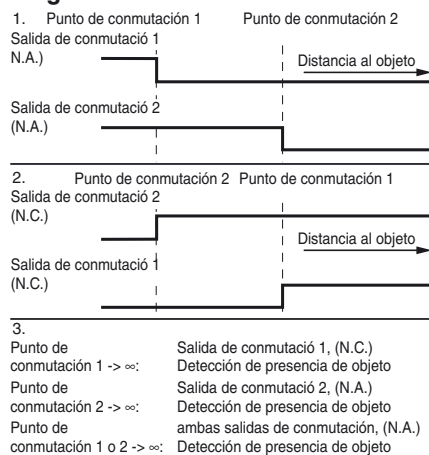 1. Punto de conmutación 1 Punto de conmutación 2
Salida de conmutació 1
N.A.)
Distancia al objeto
Salida de conmutació 2
(N.A.)
2. Punto de conmutación 2 Punto de conmutación 1
Salida de conmutació 2
(N.C.)
Distancia al objeto
Salida de conmutació 1
(N.C.)
3.
Punto de Salida de conmutació 1, (N.C.)
conmutación 1 -> ∞: Detección de presencia de objeto
Punto de Salida de conmutació 2, (N.A.)
conmutación 2 -> ∞: Detección de presencia de objeto
Punto de ambas salidas de conmutación, (N.A.)
conmutación 1 o 2 -> ∞: Detección de presencia de objeto